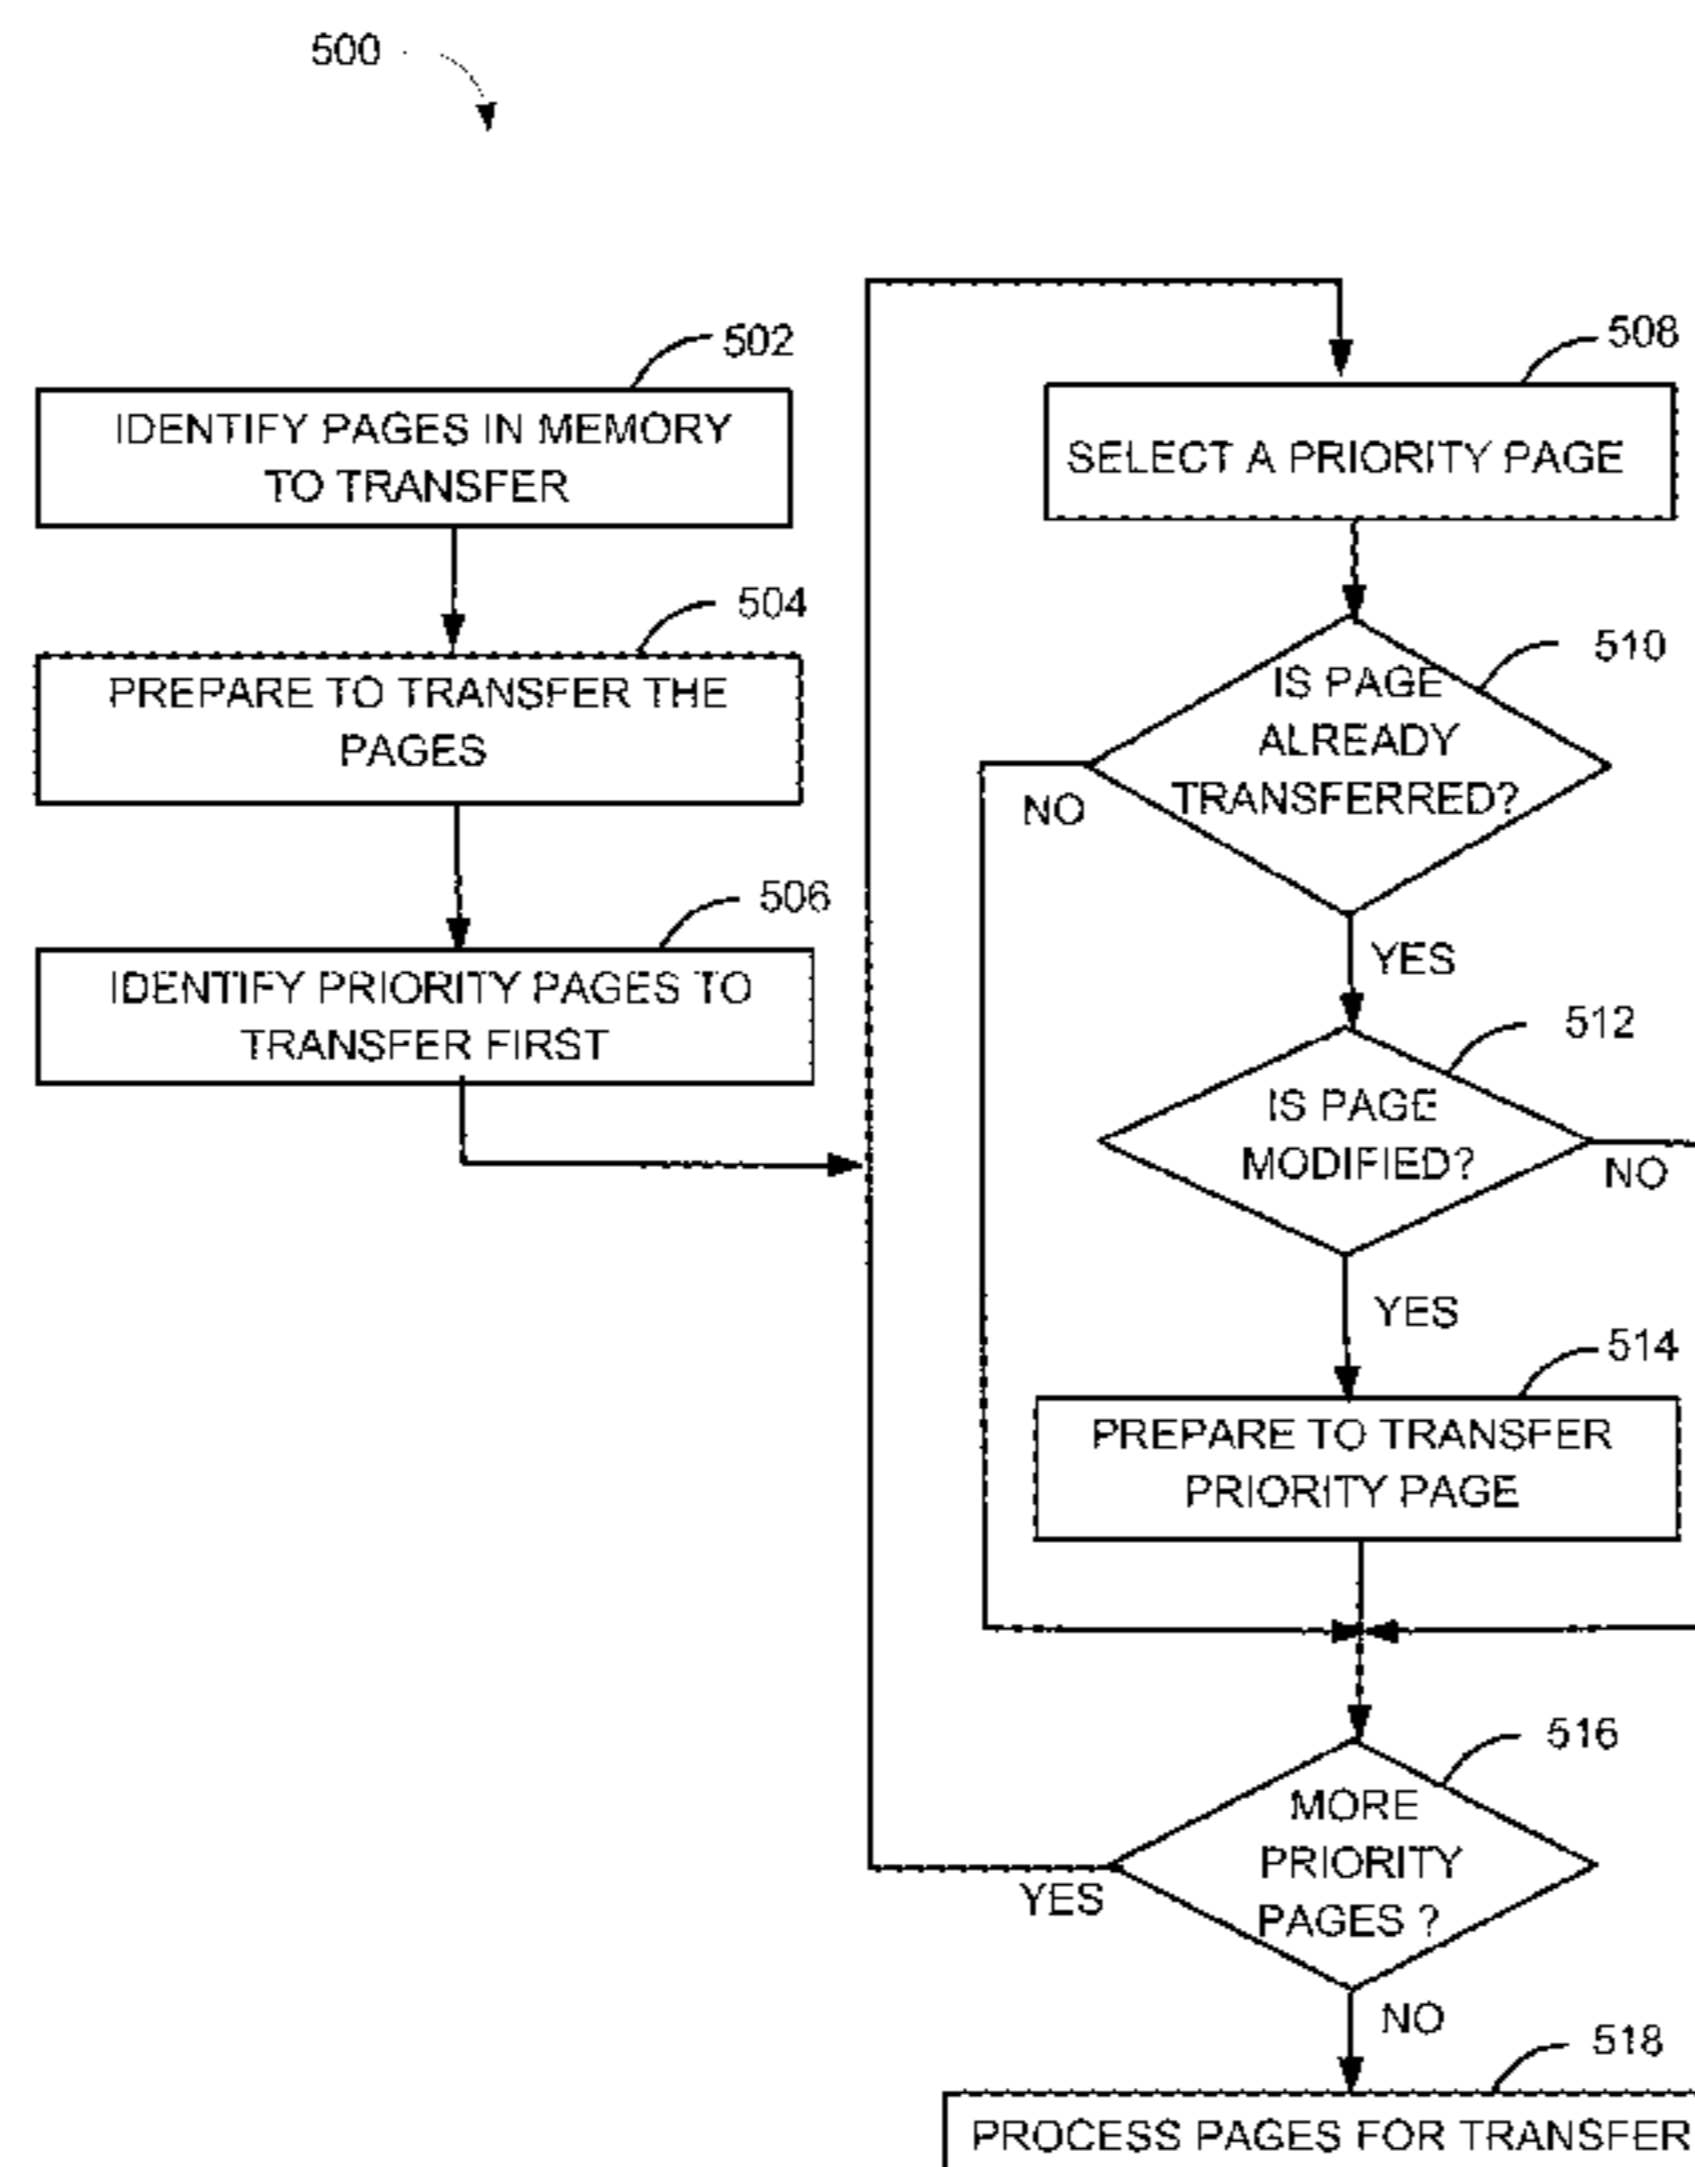 500
502
IDENTIFY PAGES IN MEMORY
TO TRANSFER
504
PREPARE TO TRANSFER THE
PAGES
506
IDENTIFY PRIORITY PAGES TO
TRANSFER FIRST
508
SELECT A PRIORITY PAGE
510
IS PAGE
ALREADY
TRANSFERRED?
NO
YES
512
IS PAGE
MODIFIED?
NO
YES
514
PREPARE TO TRANSFER
PRIORITY PAGE
516
MORE
PRIORITY
PAGES ?
YES
NO
518
PROCESS PAGES FOR TRANSFER